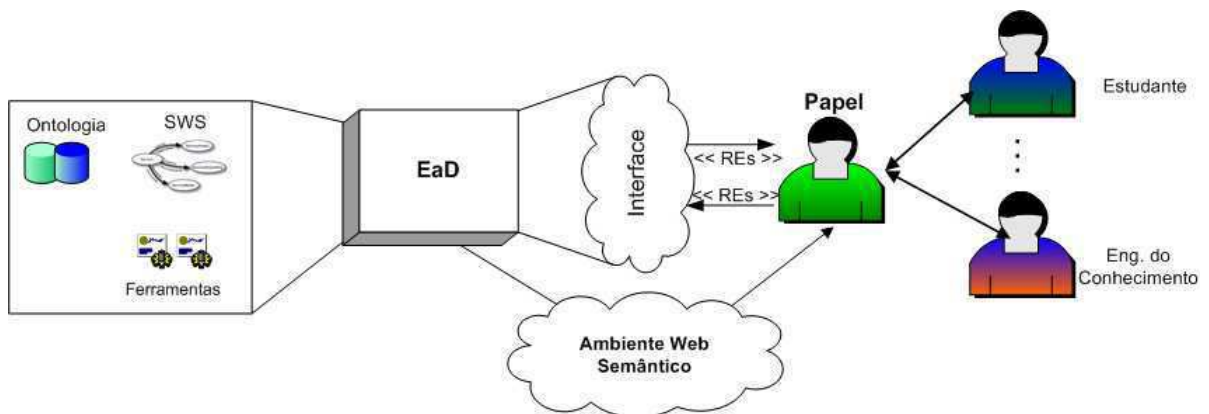 Ontologia
SWS
Ferramentas
EaD
Interface
<< REs >>
<< REs >>
Papel
Estudante
Eng. do
Conhecimento
Ambiente Web
Semântico